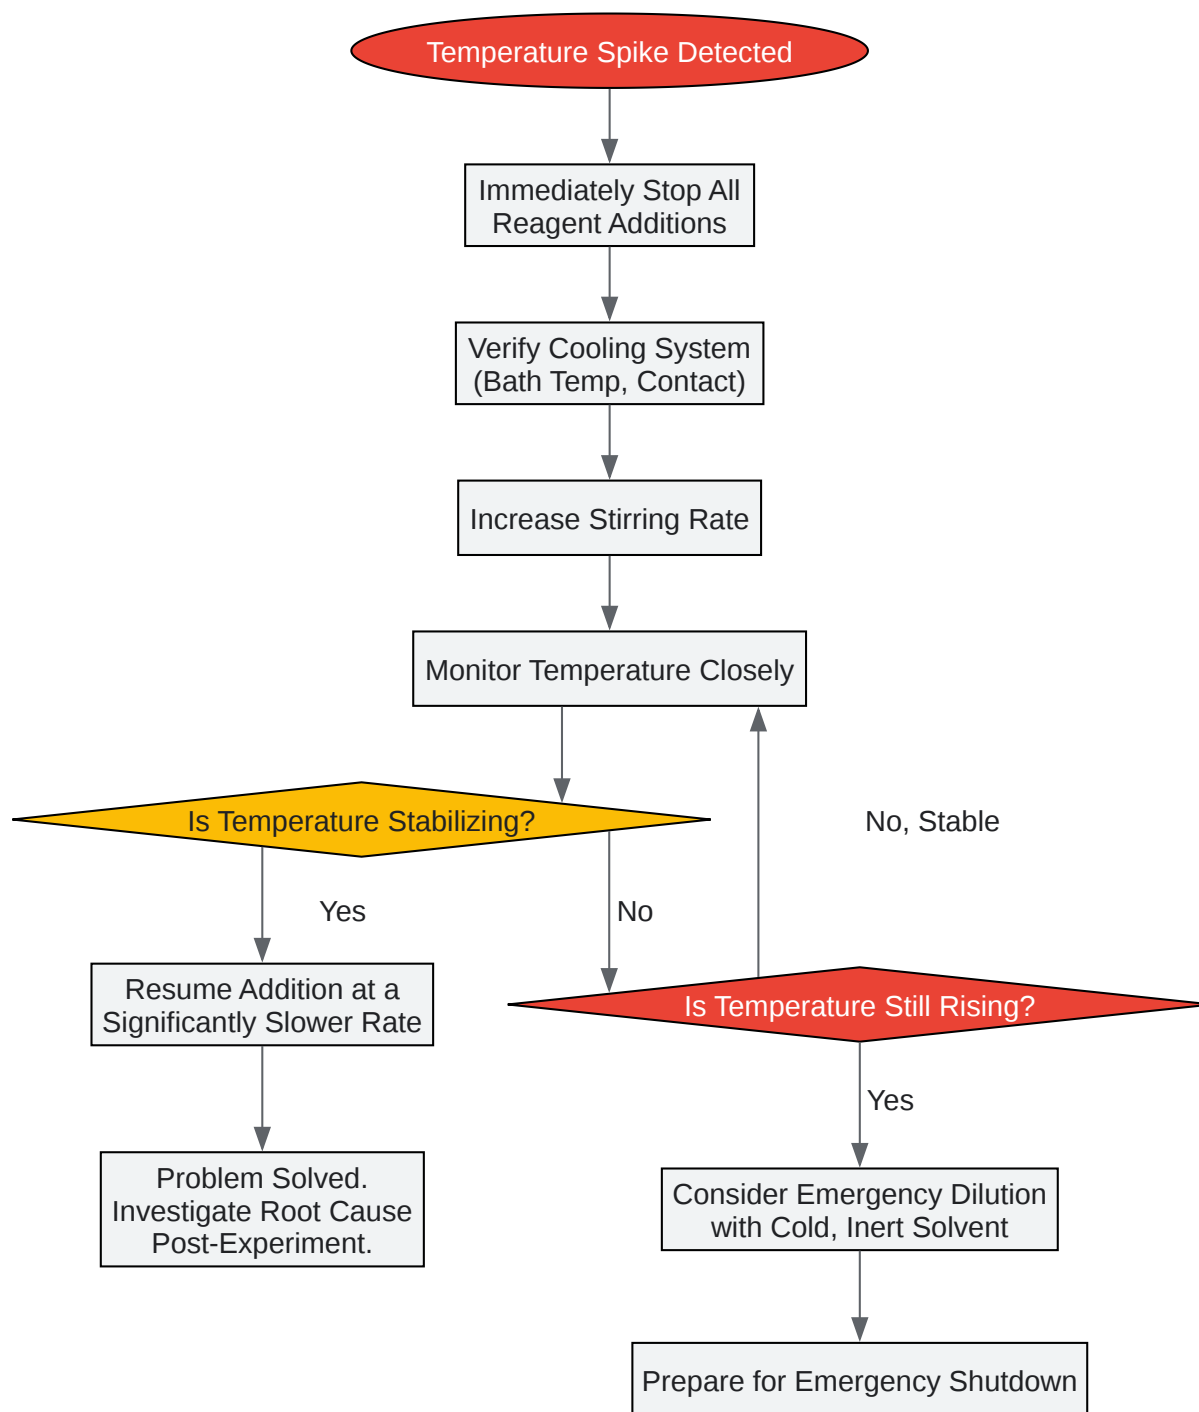 Temperature Spike Detected
Immediately Stop All
Reagent Additions
Verify Cooling System
(Bath Temp, Contact)
Increase Stirring Rate
Monitor Temperature Closely
Is Temperature Stabilizing?
No, Stable
Yes
No
Resume Addition at a
Significantly Slower Rate
Is Temperature Still Rising?
Yes
Problem Solved.
Investigate Root Cause
Post-Experiment.
Consider Emergency Dilution
with Cold, Inert Solvent
Prepare for Emergency Shutdown